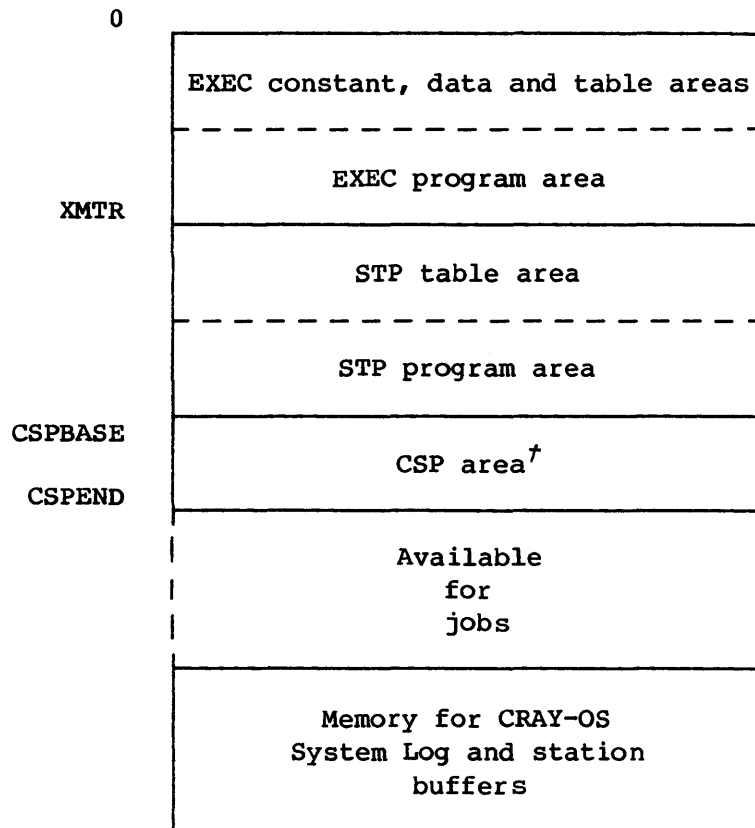 0
EXEC constant, data and table areas
EXEC program area
XMTR
STP table area
STP program area
CSPBASE
CSP area†
CSPEND
Available
for
jobs
Memory for CRAY-OS
System Log and station
buffers